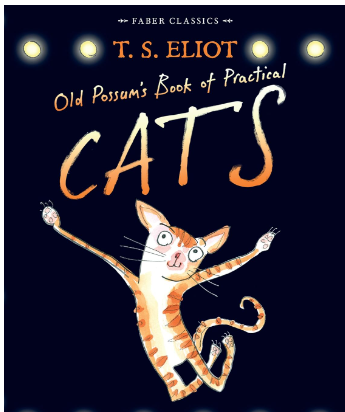 FABER CLASSICS
T. S. ELIOT
Old Possum's Book of Practical
CATS